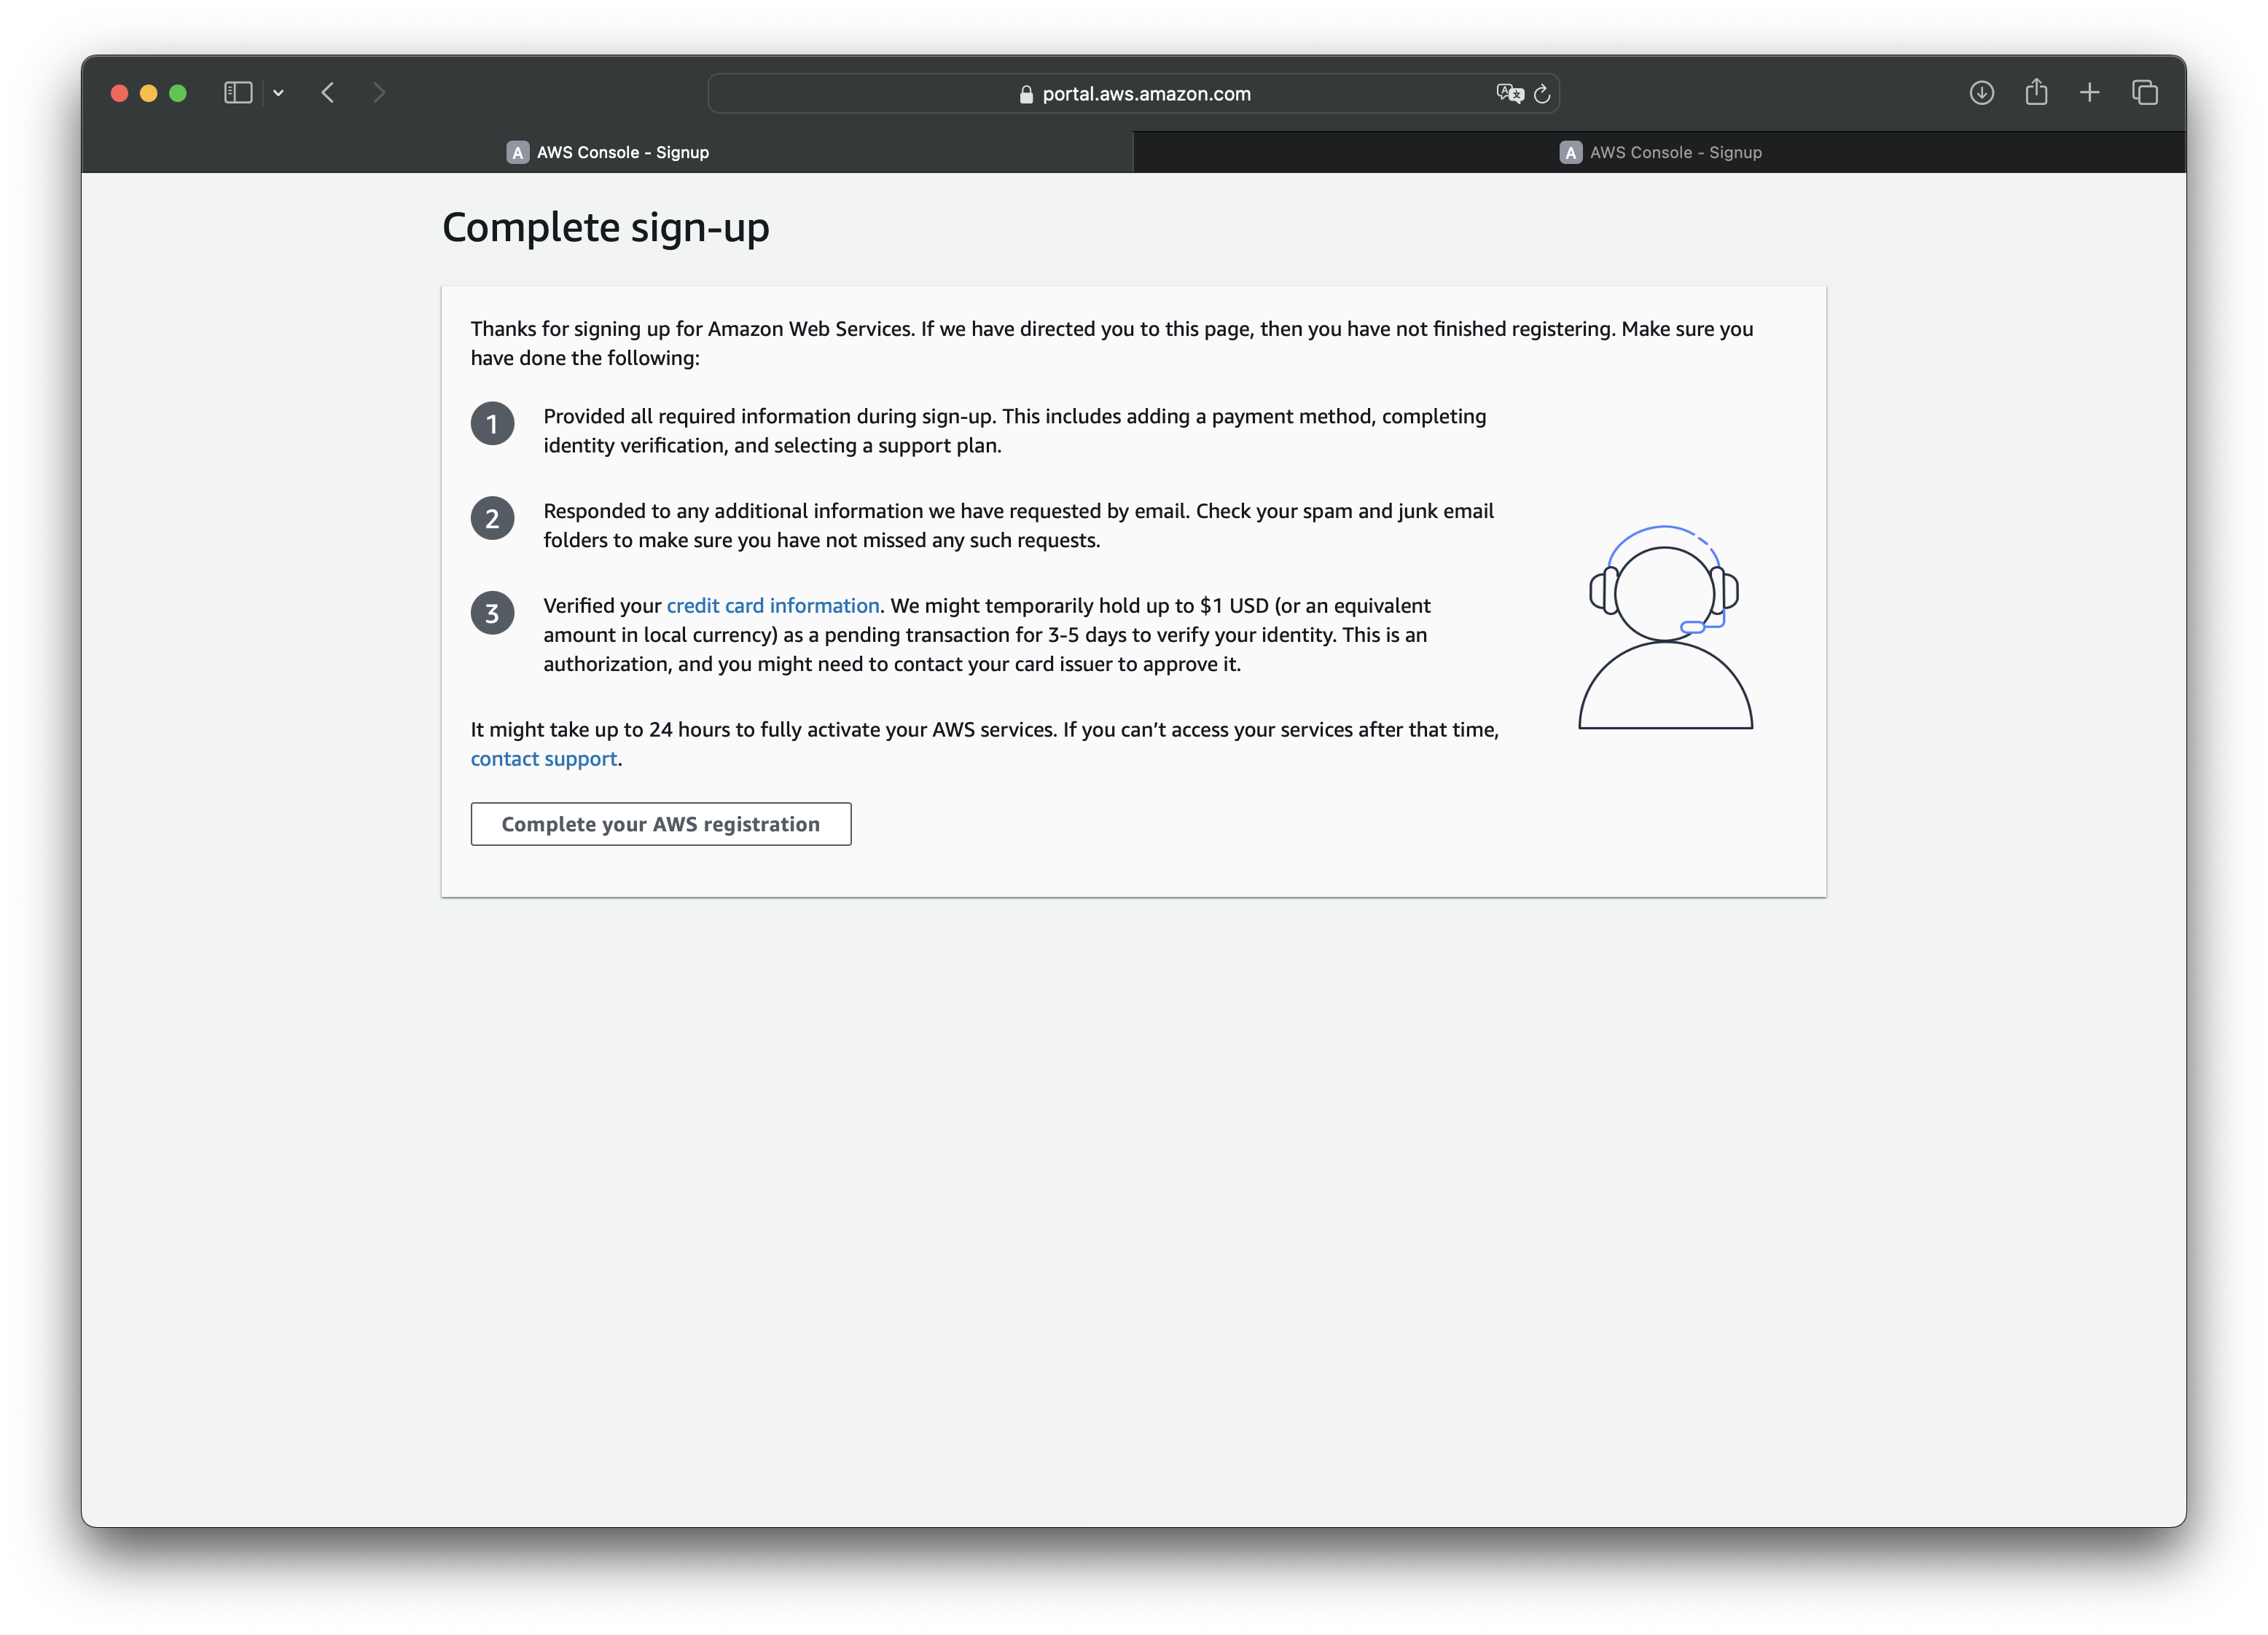 portal.aws.amazon.com
A AWS Console - Signup
A AWS Console - Signup
Complete sign-up
Thanks for signing up for Amazon Web Services. If we have directed you to this page, then you have not finished registering. Make sure you
have done the following:
1 Provided all required information during sign-up. This includes adding a payment method, completing
identity verification, and selecting a support plan.
2 Responded to any additional information we have requested by email. Check your spam and junk email
folders to make sure you have not missed any such requests.
3 Verified your credit card information. We might temporarily hold up to $1 USD (or an equivalent
amount in local currency) as a pending transaction for 3-5 days to verify your identity. This is an
authorization, and you might need to contact your card issuer to approve it.
It might take up to 24 hours to fully activate your AWS services. If you can’t access your services after that time,
contact support.
Complete your AWS registration